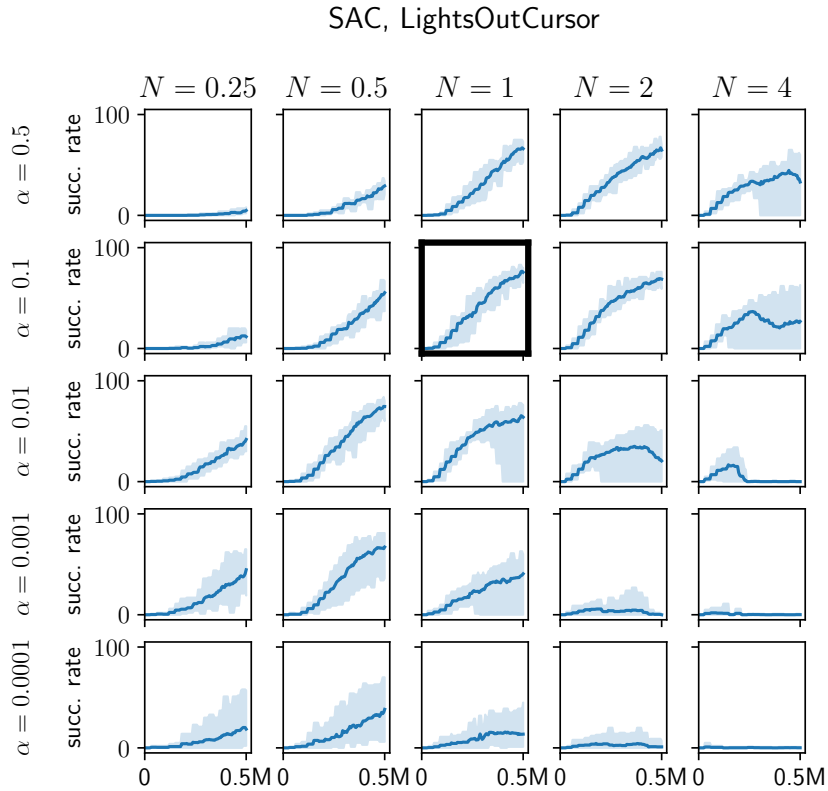 SAC, LightsOutCursor
N = 0.25 N = 0.5 N = 1 N = 2 N = 4
α = 0.5
succ. rate
100
0
α = 0.1
succ. rate
100
0
α = 0.01
succ. rate
100
0
α = 0.001
succ. rate
100
0
α = 0.0001
succ. rate
100
0
0 0.5M 0 0.5M 0 0.5M 0 0.5M 0 0.5M